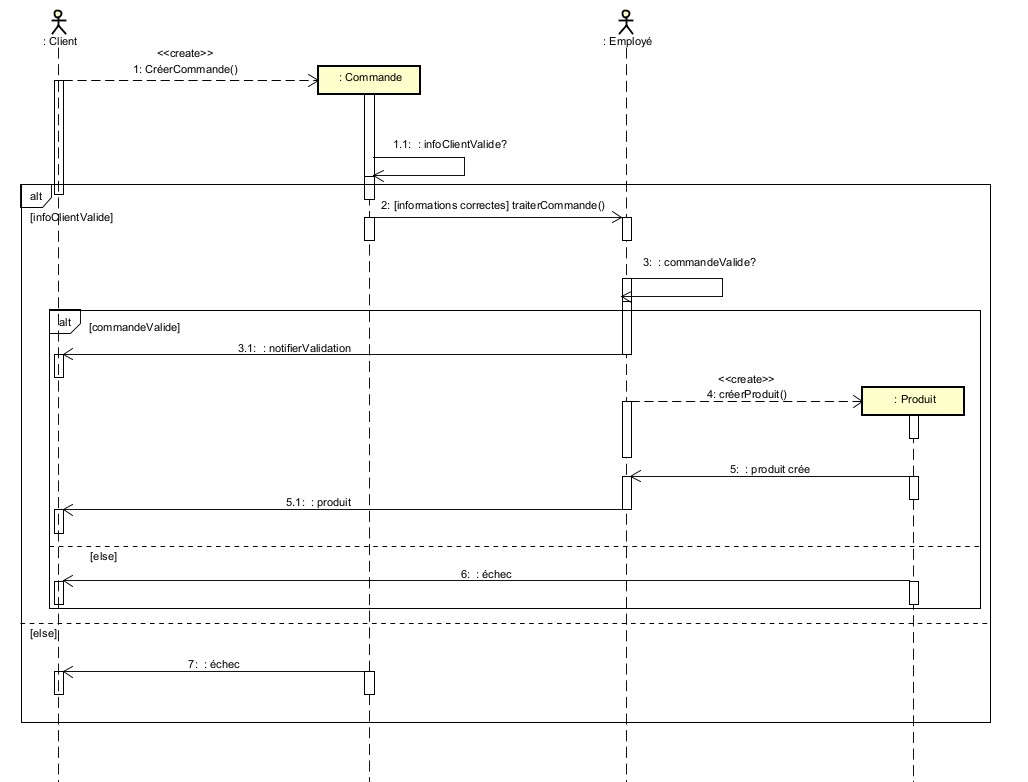 : Client
: Employé
<<create>>
1: CréerCommande()
: Commande
1.1: : infoClientValide?
alt
[infoClientValide]
2: [informations correctes] traiterCommande()
3: : commandeValide?
alt
[commandeValide]
3.1: : notifierValidation
<<create>>
4: créerProduit()
: Produit
5: : produit crée
5.1: : produit
[else]
6: : échec
[else]
7: : échec